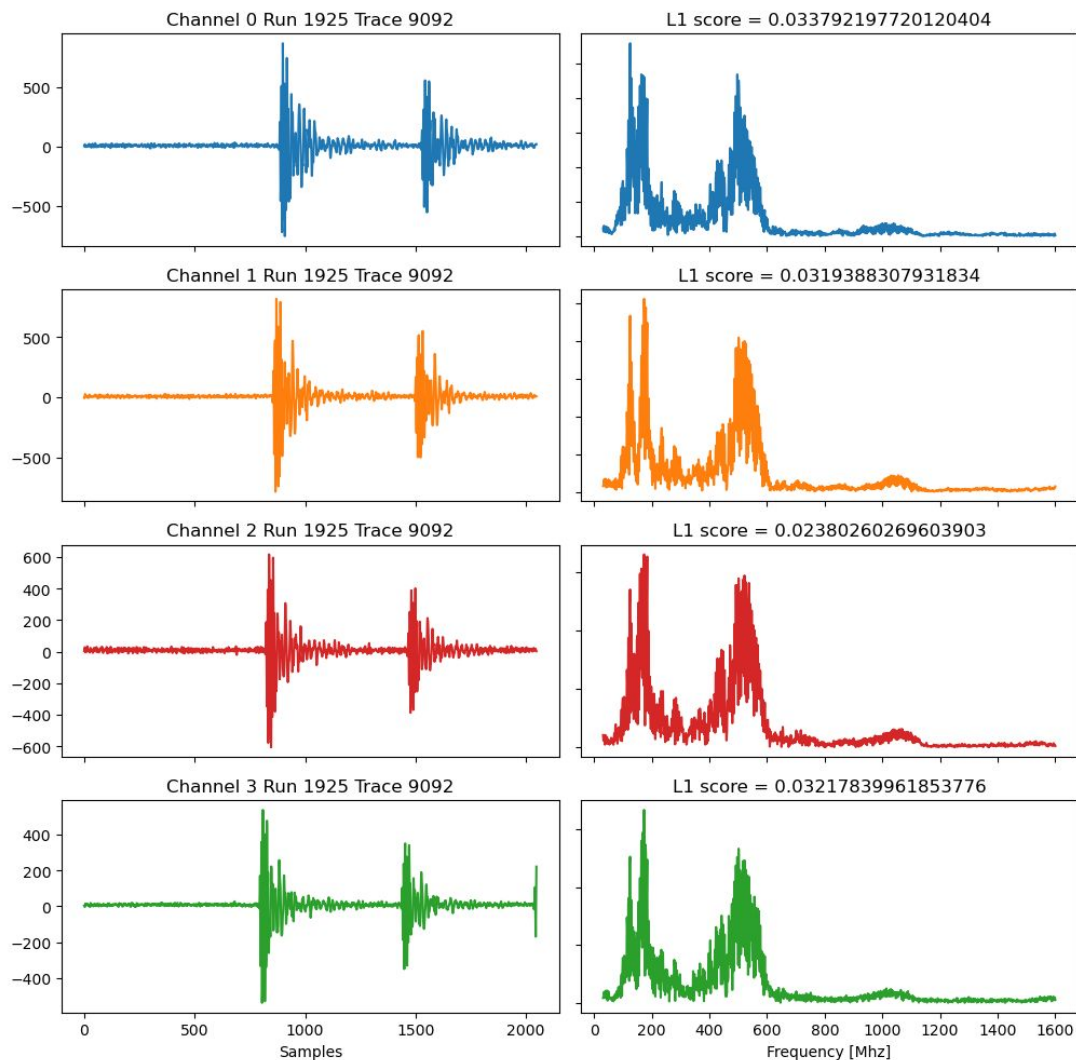 Channel 0 Run 1925 Trace 9092
L1 score = 0.033792197720120404
500
0
−500
Channel 1 Run 1925 Trace 9092
L1 score = 0.0319388307931834
500
0
−500
Channel 2 Run 1925 Trace 9092
L1 score = 0.02380260269603903
600
400
200
0
−200
−400
−600
Channel 3 Run 1925 Trace 9092
L1 score = 0.03217839961853776
400
200
0
−200
−400
0 500 1000 1500 2000
Samples
0 200 400 600 800 1000 1200 1400 1600
Frequency [Mhz]